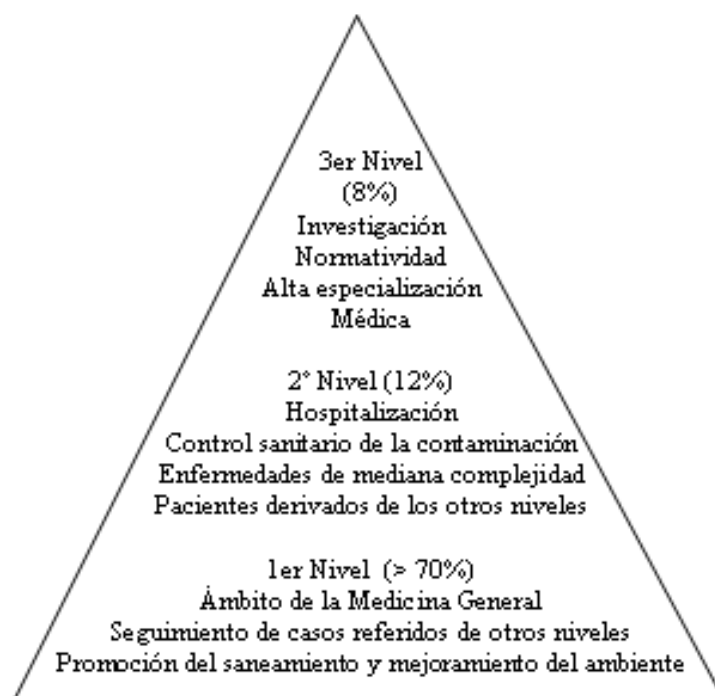 3er Nivel
(8%)
Investigación
Normatividad
Alta especialización
Médica
2° Nivel (12%)
Hospitalización
Control sanitario de la contaminación
Enfermedades de mediana complejidad
Pacientes derivados de los otros niveles
1er Nivel (> 70%)
Ámbito de la Medicina General
Seguimiento de casos referidos de otros niveles
Promoción del saneamiento y mejoramiento del ambiente